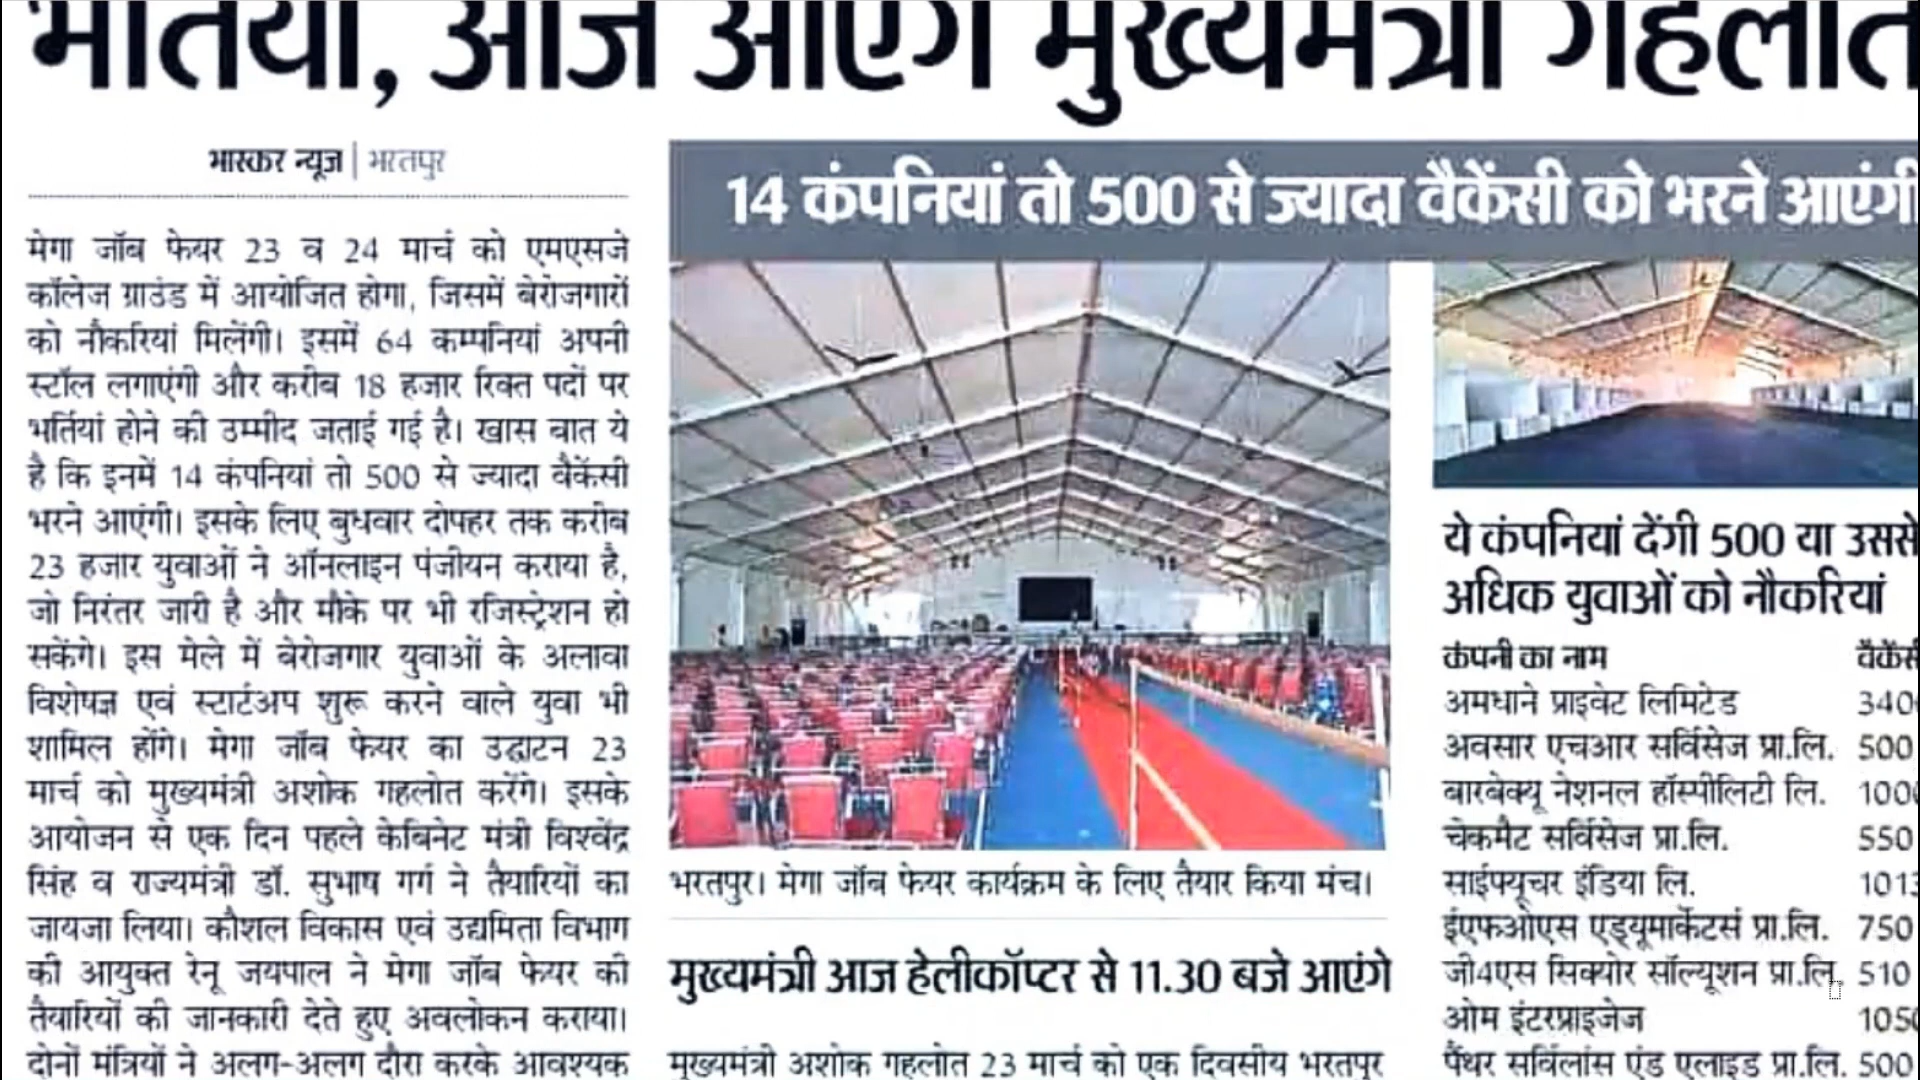 भर्तियां, आज आएंगे मुख्यमंत्री गहलोत
भास्कर न्यूज | भरतपुर
मेगा जॉब फेयर 23 व 24 मार्च को एमएसजे
कॉलेज ग्राउंड में आयोजित होगा, जिसमें बेरोजगारों
को नौकरियां मिलेंगी। इसमें 64 कम्पनियां अपनी
स्टॉल लगाएंगी और करीब 18 हजार रिक्त पदों पर
भर्तियां होने की उम्मीद जताई गई है। खास बात ये
है कि इनमें 14 कंपनियां तो 500 से ज्यादा वैकेंसी
भरने आएंगी। इसके लिए बुधवार दोपहर तक करीब
23 हजार युवाओं ने ऑनलाइन पंजीयन कराया है,
जो निरंतर जारी है और मौके पर भी रजिस्ट्रेशन हो
सकेंगे। इस मेले में बेरोजगार युवाओं के अलावा
विशेषज्ञ एवं स्टार्टअप शुरू करने वाले युवा भी
शामिल होंगे। मेगा जॉब फेयर का उद्घाटन 23
मार्च को मुख्यमंत्री अशोक गहलोत करेंगे। इसके
आयोजन से एक दिन पहले केबिनेट मंत्री विश्वेंद्र
सिंह व राज्यमंत्री डॉ. सुभाष गर्ग ने तैयारियों का
जायजा लिया। कौशल विकास एवं उद्यमिता विभाग
की आयुक्त रेनू जयपाल ने मेगा जॉब फेयर की
तैयारियों की जानकारी देते हुए अवलोकन कराया।
दोनों मंत्रियों ने अलग-अलग दौरा करके आवश्यक
14 कंपनियां तो 500 से ज्यादा वैकेंसी को भरने आएंगी
भरतपुर। मेगा जॉब फेयर कार्यक्रम के लिए तैयार किया मंच।
मुख्यमंत्री आज हेलीकॉप्टर से 11.30 बजे आएंगे
मुख्यमंत्री अशोक गहलोत 23 मार्च को एक दिवसीय भरतपुर
ये कंपनियां देंगी 500 या उससे
अधिक युवाओं को नौकरियां
कंपनी का नाम वैकेंसी
अमधाने प्राइवेट लिमिटेड
अवसार एचआर सर्विसेज प्रा.लि. 500
बारबेक्यू नेशनल हॉस्पीलिटी लि.
चेकमैट सर्विसेज प्रा.लि. 550
साईफ्यूचर इंडिया लि. 1013
ईएफओएस एड्यूमार्केटर्स प्रा.लि. 750
जी4एस सिक्योर सॉल्यूशन प्रा.लि. 510
ओम इंटरप्राइजेज
पैंथर सर्विलांस एंड एलाइड प्रा.लि. 500